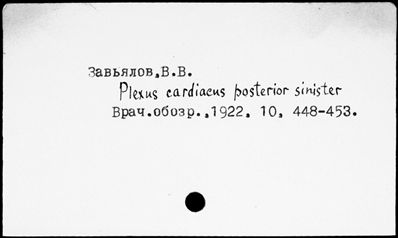 Завьялов,В.В.
Plexus cardiacus posterior sinister
Врач.обозр.,1922, 10, 448-453.